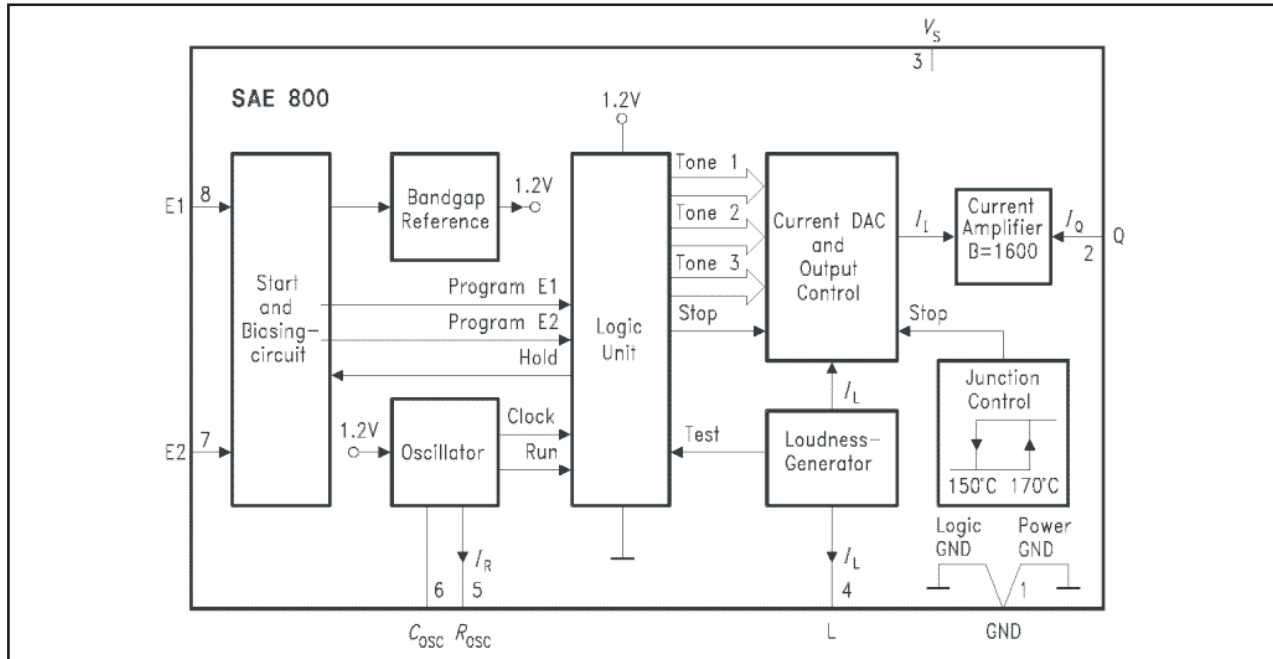 V_S
3
SAE 800
1.2V
E1
8
Bandgap
Reference
1.2V
Tone 1
Tone 2
Tone 3
Current DAC
and
Output
Control
I_I
Current
Amplifier
B=1600
I_Q
2
Q
Start
and
Biasing-
circuit
Program E1
Program E2
Hold
Logic
Unit
Stop
Stop
Junction
Control
150°C
170°C
I_L
E2
7
1.2V
Oscillator
Clock
Run
Test
Loudness-
Generator
Logic
GND
Power
GND
I_R
I_L
6
5
4
1
C_OSC
R_OSC
L
GND